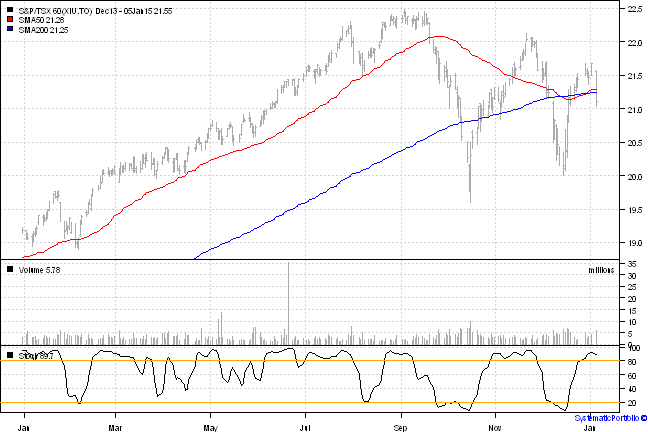 S&P/TSX 60(XIU.TO) Dec13 - 05Jan15 21.55
SMA50 21.28
SMA200 21.25
22.5
22.0
21.5
21.0
20.5
20.0
19.5
19.0
Volume 5.78
millions
35
30
25
20
15
10
5
0
100
80
60
40
20
Jan
Mar
May
Jul
Sep
Nov
Jan
SystematicPortfolio ©